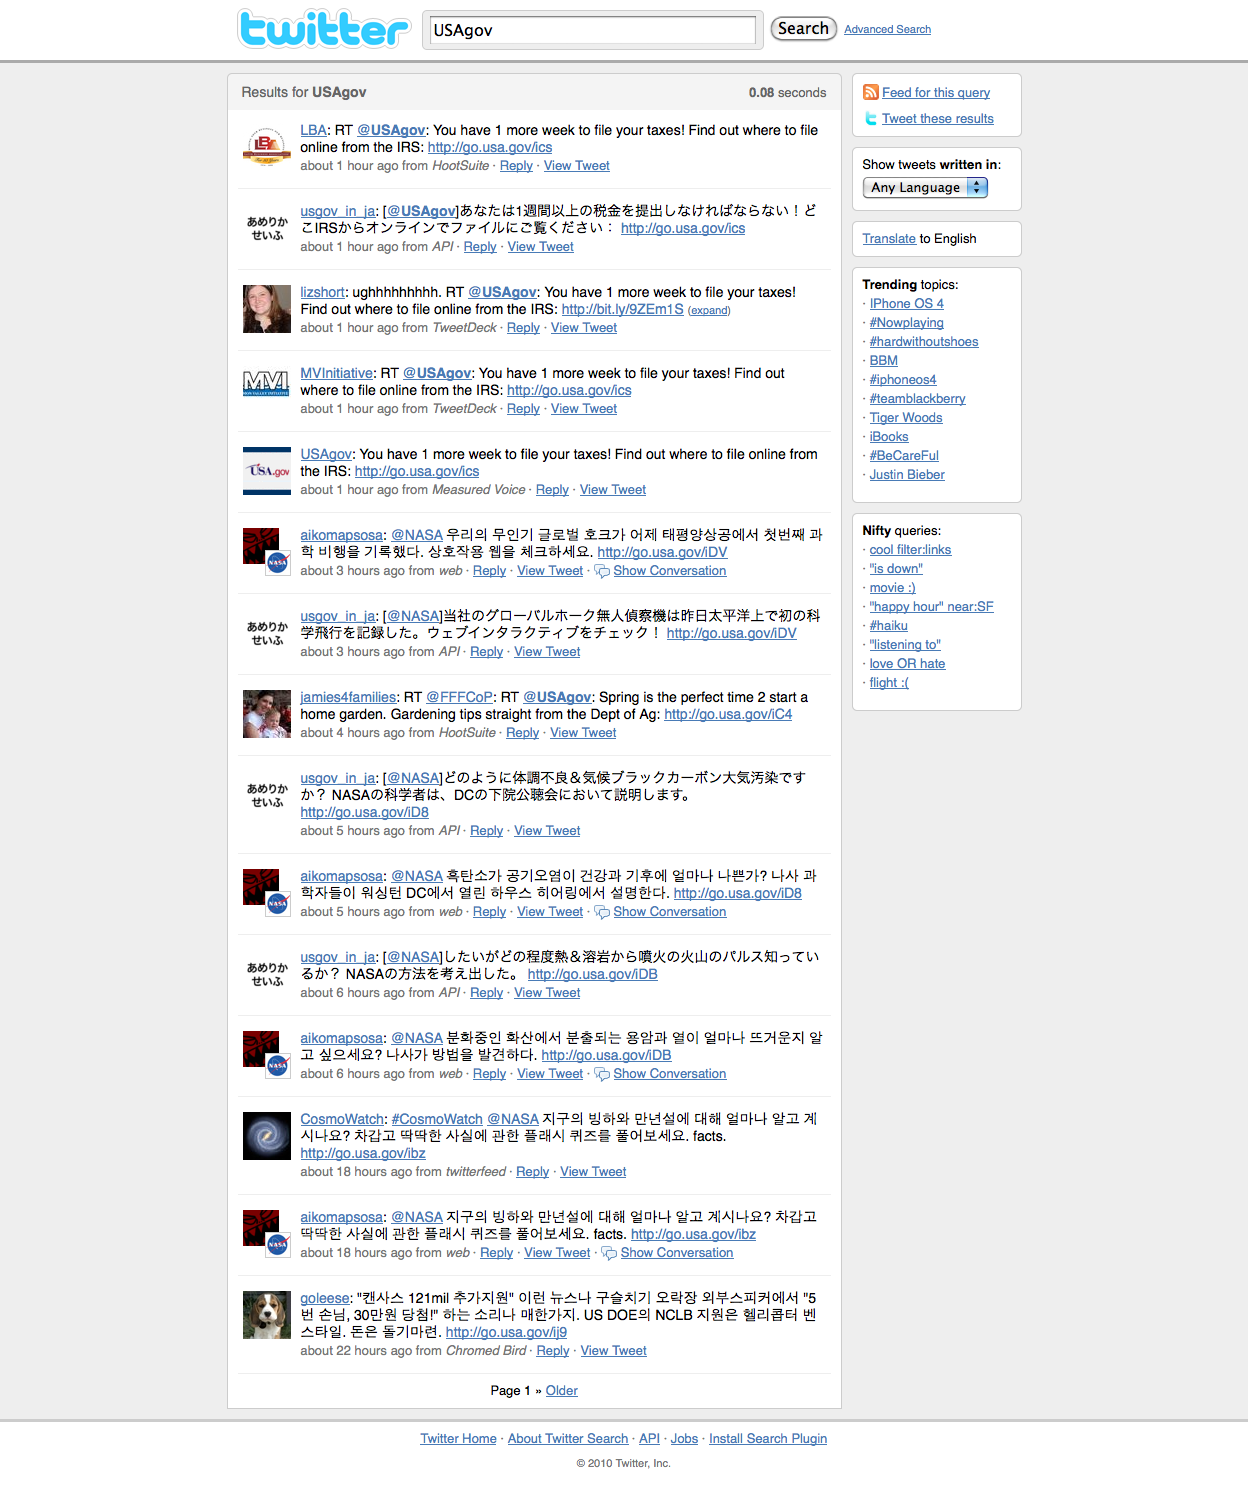 twitter
USAgov
Search
Advanced Search
Results for USAgov
0.08 seconds
LBA: RT @USAgov: You have 1 more week to file your taxes! Find out where to file
online from the IRS: http://go.usa.gov/ics
about 1 hour ago from HootSuite · Reply · View Tweet
あめりか
せいふ
usgov_in_ja: [@USAgov]あなたは1週間以上の税金を提出しなければならない！ど
こIRSからオンラインでファイルにご覧ください： http://go.usa.gov/ics
about 1 hour ago from API · Reply · View Tweet
lizshort: ughhhhhhhhh. RT @USAgov: You have 1 more week to file your taxes!
Find out where to file online from the IRS: http://bit.ly/9ZEm1S (expand)
about 1 hour ago from TweetDeck · Reply · View Tweet
MVI
MVInitiative: RT @USAgov: You have 1 more week to file your taxes! Find out
where to file online from the IRS: http://go.usa.gov/ics
about 1 hour ago from TweetDeck · Reply · View Tweet
USA.gov
USAgov: You have 1 more week to file your taxes! Find out where to file online from
the IRS: http://go.usa.gov/ics
about 1 hour ago from Measured Voice · Reply · View Tweet
NASA
aikomapsosa: @NASA 우리의 무인기 글로벌 호크가 어제 태평양상공에서 첫번째 과
학 비행을 기록했다. 상호작용 웹을 체크하세요. http://go.usa.gov/iDV
about 3 hours ago from web · Reply · View Tweet · Show Conversation
あめりか
せいふ
usgov_in_ja: [@NASA]当社のグローバルホーク無人偵察機は昨日太平洋上で初の科
学飛行を記録した。ウェブインタラクティブをチェック！ http://go.usa.gov/iDV
about 3 hours ago from API · Reply · View Tweet
jamies4families: RT @FFFCoP: RT @USAgov: Spring is the perfect time 2 start a
home garden. Gardening tips straight from the Dept of Ag: http://go.usa.gov/iC4
about 4 hours ago from HootSuite · Reply · View Tweet
あめりか
せいふ
usgov_in_ja: [@NASA]どのように体調不良＆気候ブラックカーボン大気汚染です
か？ NASAの科学者は、DCの下院公聴会において説明します。
http://go.usa.gov/iD8
about 5 hours ago from API · Reply · View Tweet
NASA
aikomapsosa: @NASA 흑탄소가 공기오염이 건강과 기후에 얼마나 나쁜가? 나사 과
학자들이 워싱턴 DC에서 열린 하우스 히어링에서 설명한다. http://go.usa.gov/iD8
about 5 hours ago from web · Reply · View Tweet · Show Conversation
あめりか
せいふ
usgov_in_ja: [@NASA]したいがどの程度熱＆溶岩から噴火の火山のパルス知ってい
るか？ NASAの方法を考え出した。 http://go.usa.gov/iDB
about 6 hours ago from API · Reply · View Tweet
NASA
aikomapsosa: @NASA 분화중인 화산에서 분출되는 용암과 열이 얼마나 뜨거운지 알
고 싶으세요? 나사가 방법을 발견하다. http://go.usa.gov/iDB
about 6 hours ago from web · Reply · View Tweet · Show Conversation
CosmoWatch: #CosmoWatch @NASA 지구의 빙하와 만년설에 대해 얼마나 알고 계
시나요? 차갑고 딱딱한 사실에 관한 플래시 퀴즈를 풀어보세요. facts.
http://go.usa.gov/ibz
about 18 hours ago from twitterfeed · Reply · View Tweet
NASA
aikomapsosa: @NASA 지구의 빙하와 만년설에 대해 얼마나 알고 계시나요? 차갑고
딱딱한 사실에 관한 플래시 퀴즈를 풀어보세요. facts. http://go.usa.gov/ibz
about 18 hours ago from web · Reply · View Tweet · Show Conversation
goleese: "캔사스 121mil 추가지원" 이런 뉴스나 구슬치기 오락장 외부스피커에서 "5
번 손님, 30만원 당첨!" 하는 소리나 매한가지. US DOE의 NCLB 지원은 헬리콥터 벤
스타일. 돈은 돌기마련. http://go.usa.gov/ij9
about 22 hours ago from Chromed Bird · Reply · View Tweet
Page 1 » Older
Feed for this query
Tweet these results
Show tweets written in:
Any Language
Translate to English
Trending topics:
· IPhone OS 4
· #Nowplaying
· #hardwithoutshoes
· BBM
· #iphoneos4
· #teamblackberry
· Tiger Woods
· iBooks
· #BeCareFul
· Justin Bieber
Nifty queries:
· cool filter:links
· "is down"
· movie :)
· "happy hour" near:SF
· #haiku
· "listening to"
· love OR hate
· flight :(
Twitter Home · About Twitter Search · API · Jobs · Install Search Plugin
© 2010 Twitter, Inc.